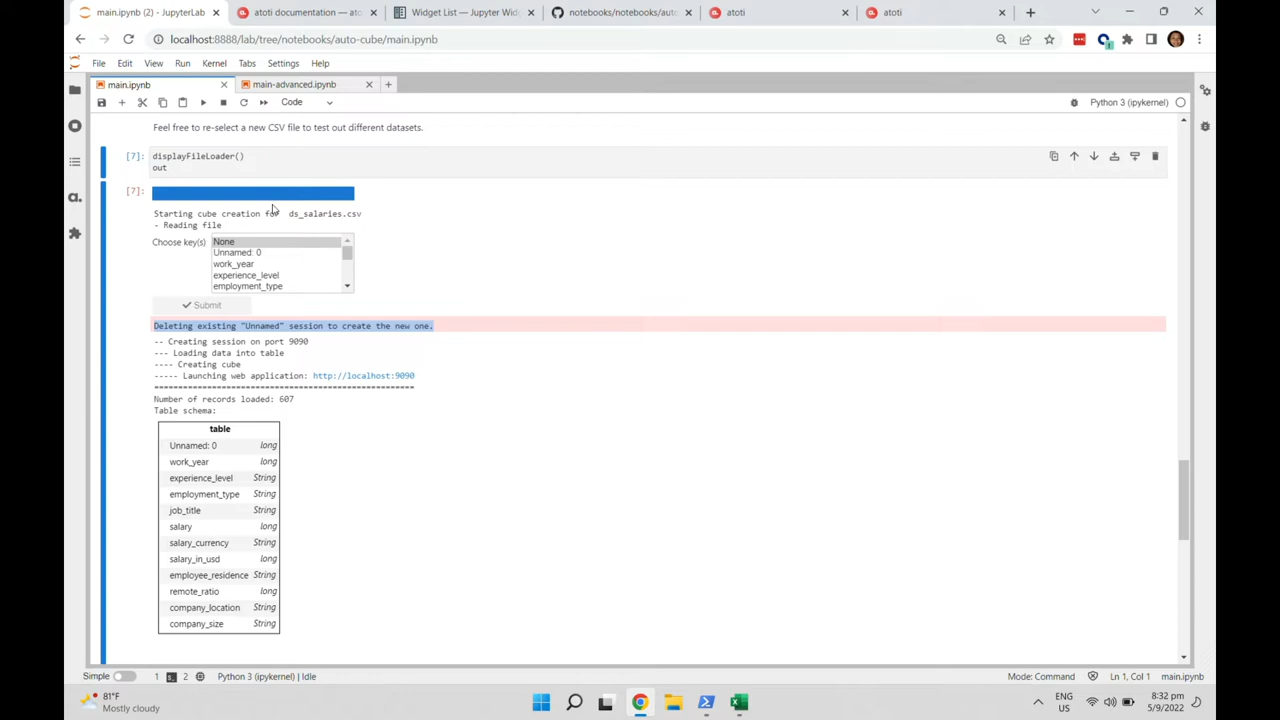 main.ipynb (2) - JupyterLab
atoti documentation — ato
Widget List — Jupyter Wid
notebooks/notebooks/auto
atoti
atoti
localhost:8888/lab/tree/notebooks/auto-cube/main.ipynb
File Edit View Run Kernel Tabs Settings Help
main.ipynb
main-advanced.ipynb
Code
Python 3 (ipykernel)
Feel free to re-select a new CSV file to test out different datasets.
[7]: displayFileLoader()
out
[7]:
Starting cube creation for ds_salaries.csv
- Reading file
Choose key(s) None
Unnamed: 0
work_year
experience_level
employment_type
Submit
Deleting existing "Unnamed" session to create the new one.
-- Creating session on port 9090
--- Loading data into table
---- Creating cube
----- Launching web application: http://localhost:9090
Number of records loaded: 607
Table schema:
table
Unnamed: 0 long
work_year long
experience_level String
employment_type String
job_title String
salary long
salary_currency String
salary_in_usd long
employee_residence String
remote_ratio long
company_location String
company_size String
Simple 1 2 Python 3 (ipykernel) | Idle Mode: Command Ln 1, Col 1 main.ipynb
81°F
Mostly cloudy
ENG
US
8:32 pm
5/9/2022